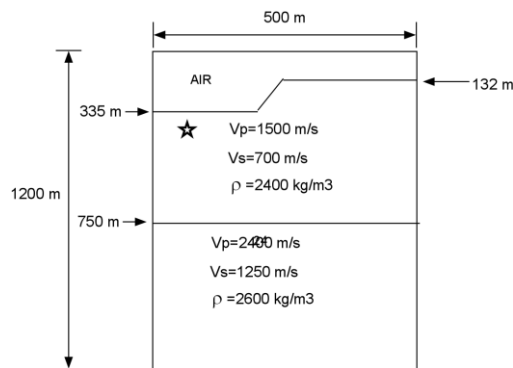 500 m
AIR
132 m
335 m
Vp=1500 m/s
Vs=700 m/s
ρ =2400 kg/m3
1200 m
750 m
24
Vp=2400 m/s
Vs=1250 m/s
ρ =2600 kg/m3